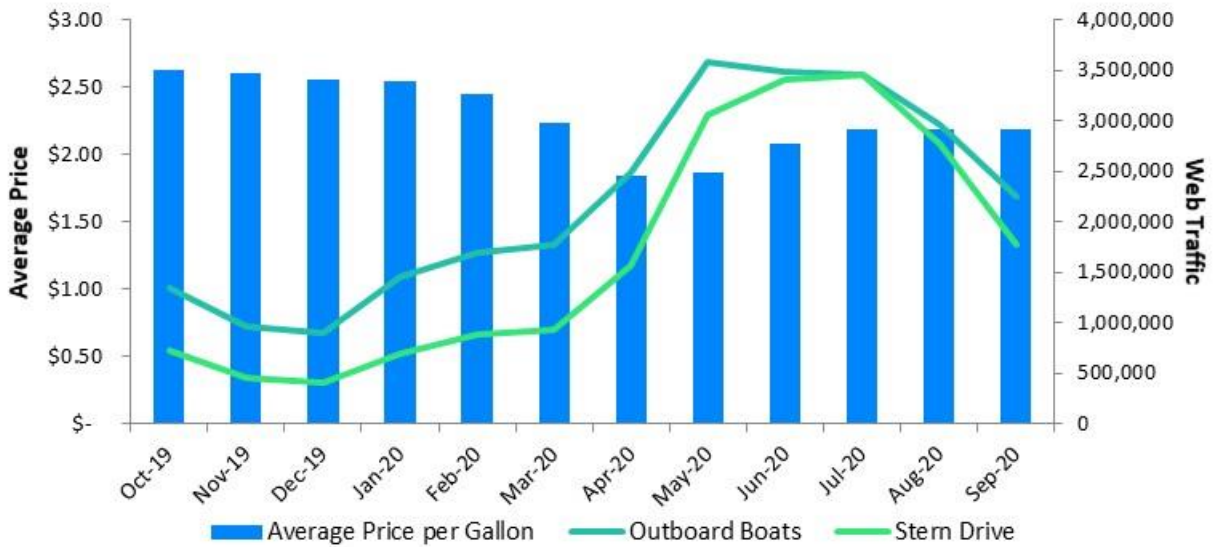 $3.00
$2.50
$2.00
$1.50
$1.00
$0.50
$-
Average Price
4,000,000
3,500,000
3,000,000
2,500,000
2,000,000
1,500,000
1,000,000
500,000
0
Web Traffic
Oct-19
Nov-19
Dec-19
Jan-20
Feb-20
Mar-20
Apr-20
May-20
Jun-20
Jul-20
Aug-20
Sep-20
Average Price per Gallon
Outboard Boats
Stern Drive